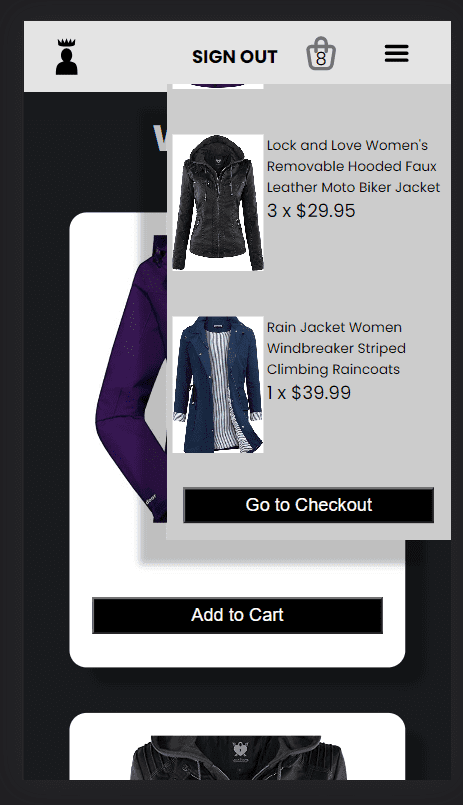 SIGN OUT
8
W
Lock and Love Women's
Removable Hooded Faux
Leather Moto Biker Jacket
3 x $29.95
Rain Jacket Women
Windbreaker Striped
Climbing Raincoats
1 x $39.99
Go to Checkout
Add to Cart